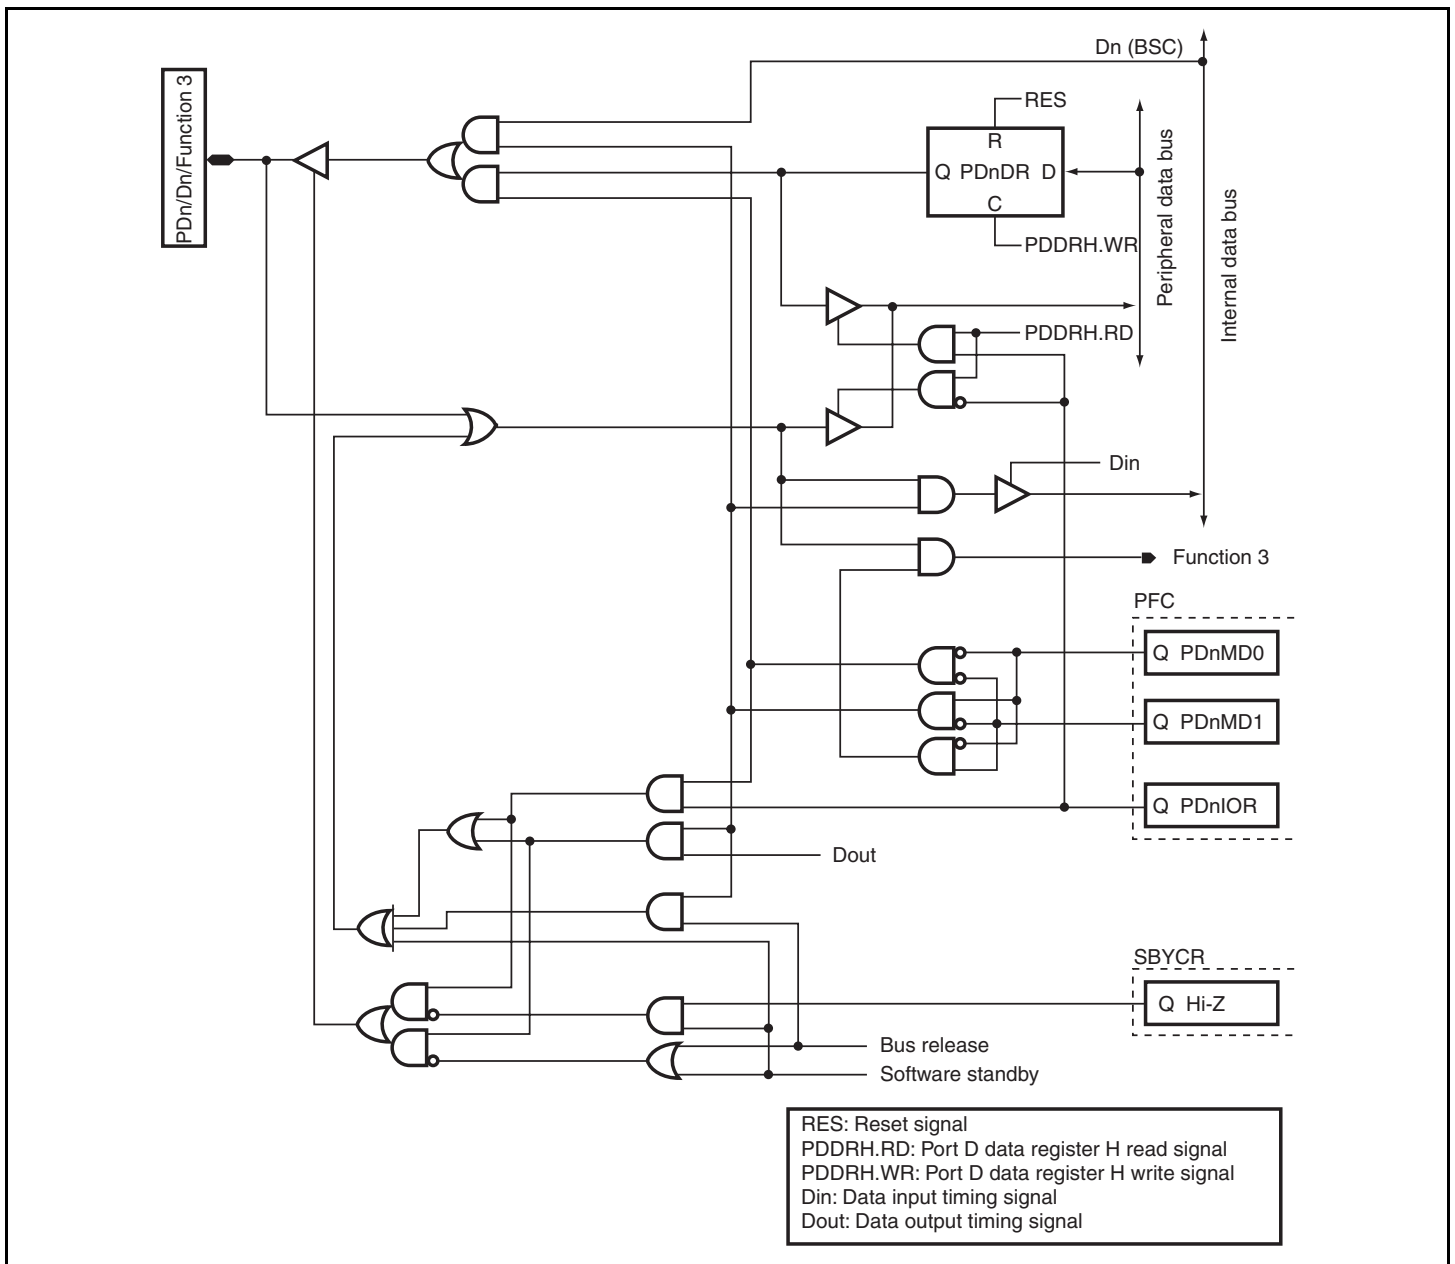 Dn (BSC)
PDn/Dn/Function 3
RES
R
Q PDnDR D
C
PDDRH.WR
Peripheral data bus
Internal data bus
PDDRH.RD
Din
Function 3
PFC
Q PDnMD0
Q PDnMD1
Q PDnIOR
Dout
SBYCR
Q Hi-Z
Bus release
Software standby
RES: Reset signal
PDDRH.RD: Port D data register H read signal
PDDRH.WR: Port D data register H write signal
Din: Data input timing signal
Dout: Data output timing signal